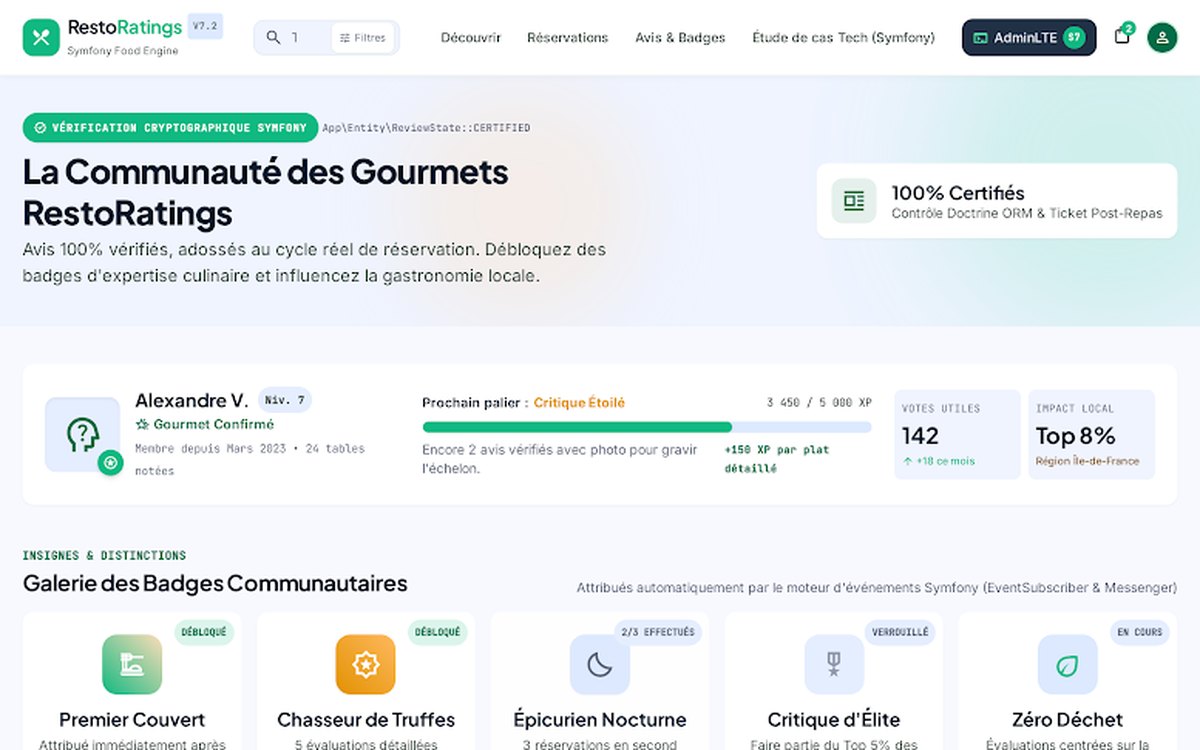 RestoRatings V7.2
Symfony Food Engine
1
Filtres
Découvrir
Réservations
Avis & Badges
Étude de cas Tech (Symfony)
AdminLTE S7
2
VÉRIFICATION CRYPTOGRAPHIQUE SYMFONY App\Entity\ReviewState::CERTIFIED
La Communauté des Gourmets
RestoRatings
Avis 100% vérifiés, adossés au cycle réel de réservation. Débloquez des
badges d'expertise culinaire et influencez la gastronomie locale.
100% Certifiés
Contrôle Doctrine ORM & Ticket Post-Repas
Alexandre V. Niv. 7
Gourmet Confirmé
Membre depuis Mars 2023 • 24 tables
notées
Prochain palier : Critique Étoilé 3 450 / 5 000 XP
Encore 2 avis vérifiés avec photo pour gravir
l'échelon.
+150 XP par plat
détaillé
VOTES UTILES
142
+18 ce mois
IMPACT LOCAL
Top 8%
Région Île-de-France
INSIGNES & DISTINCTIONS
Galerie des Badges Communautaires
Attribués automatiquement par le moteur d'événements Symfony (EventSubscriber & Messenger)
DÉBLOQUÉ
Premier Couvert
Attribué immédiatement après
DÉBLOQUÉ
Chasseur de Truffes
5 évaluations détaillées
2/3 EFFECTUÉS
Épicurien Nocturne
3 réservations en second
VERROUILLÉ
Critique d'Élite
Faire partie du Top 5% des
EN COURS
Zéro Déchet
Évaluations centrées sur la